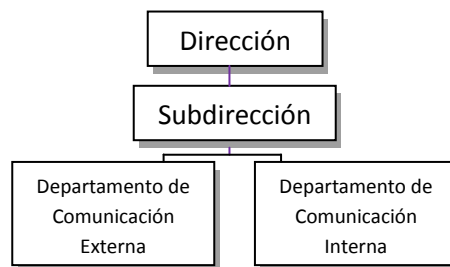 Dirección
Subdirección
Departamento de
Comunicación
Externa
Departamento de
Comunicación
Interna